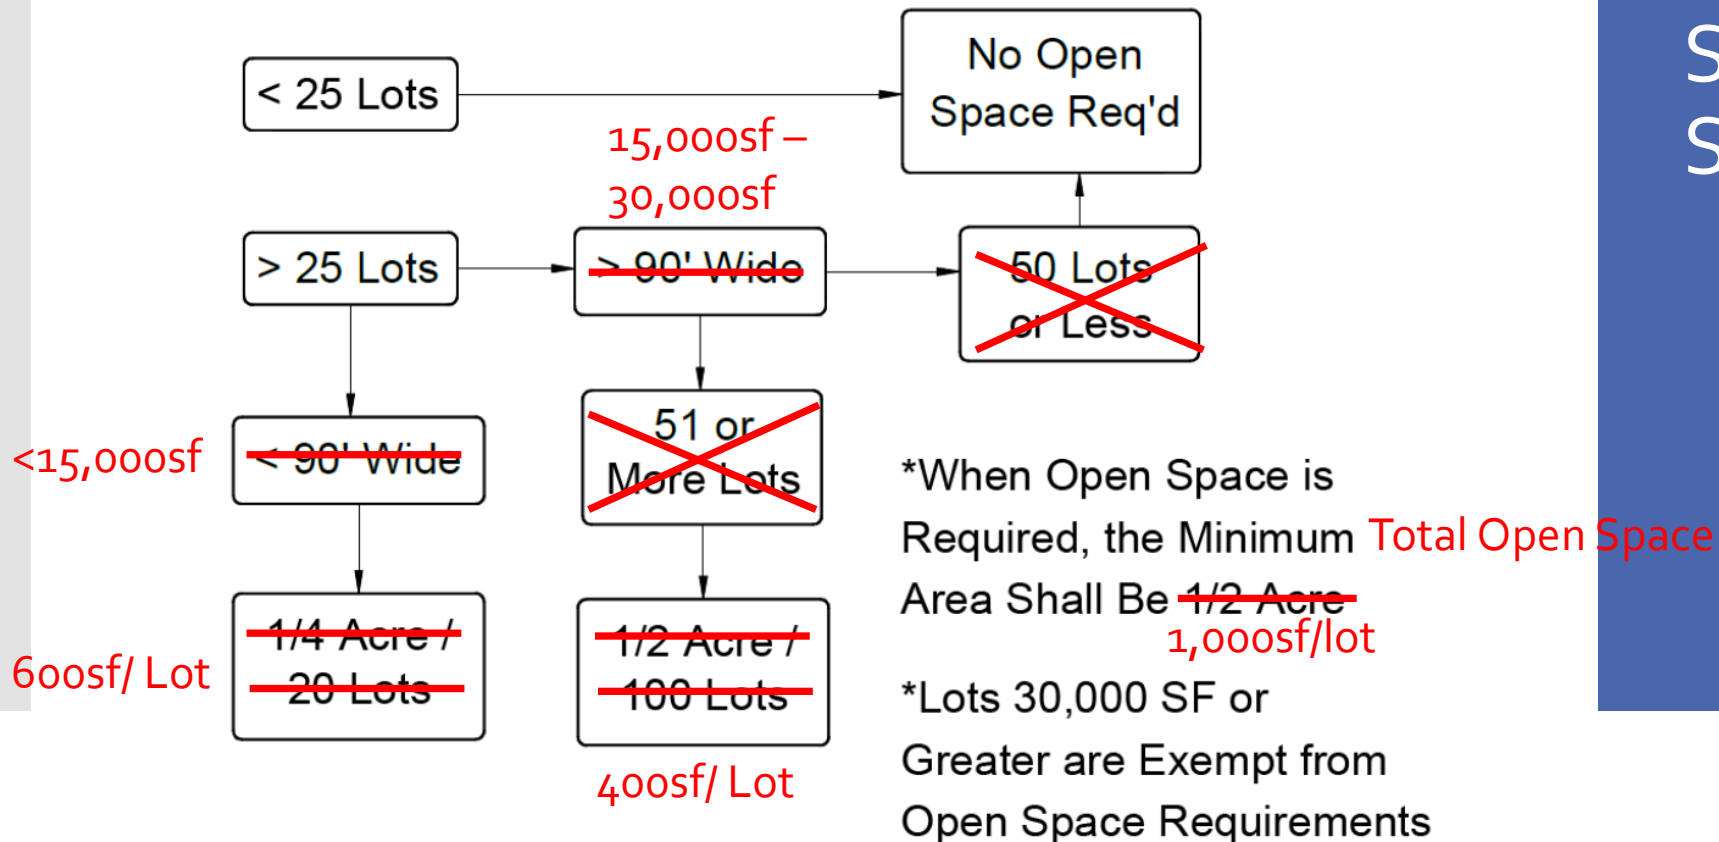 < 25 Lots
No Open
Space Req'd
15,000sf –
30,000sf
> 25 Lots
> 90' Wide
50 Lots
or Less
<15,000sf
< 90' Wide
51 or
More Lots
600sf/ Lot
1/4 Acre /
20 Lots
1/2 Acre /
100 Lots
400sf/ Lot
*When Open Space is
Required, the Minimum Total Open Space
Area Shall Be 1/2 Acre
1,000sf/lot
*Lots 30,000 SF or
Greater are Exempt from
Open Space Requirements
S
S